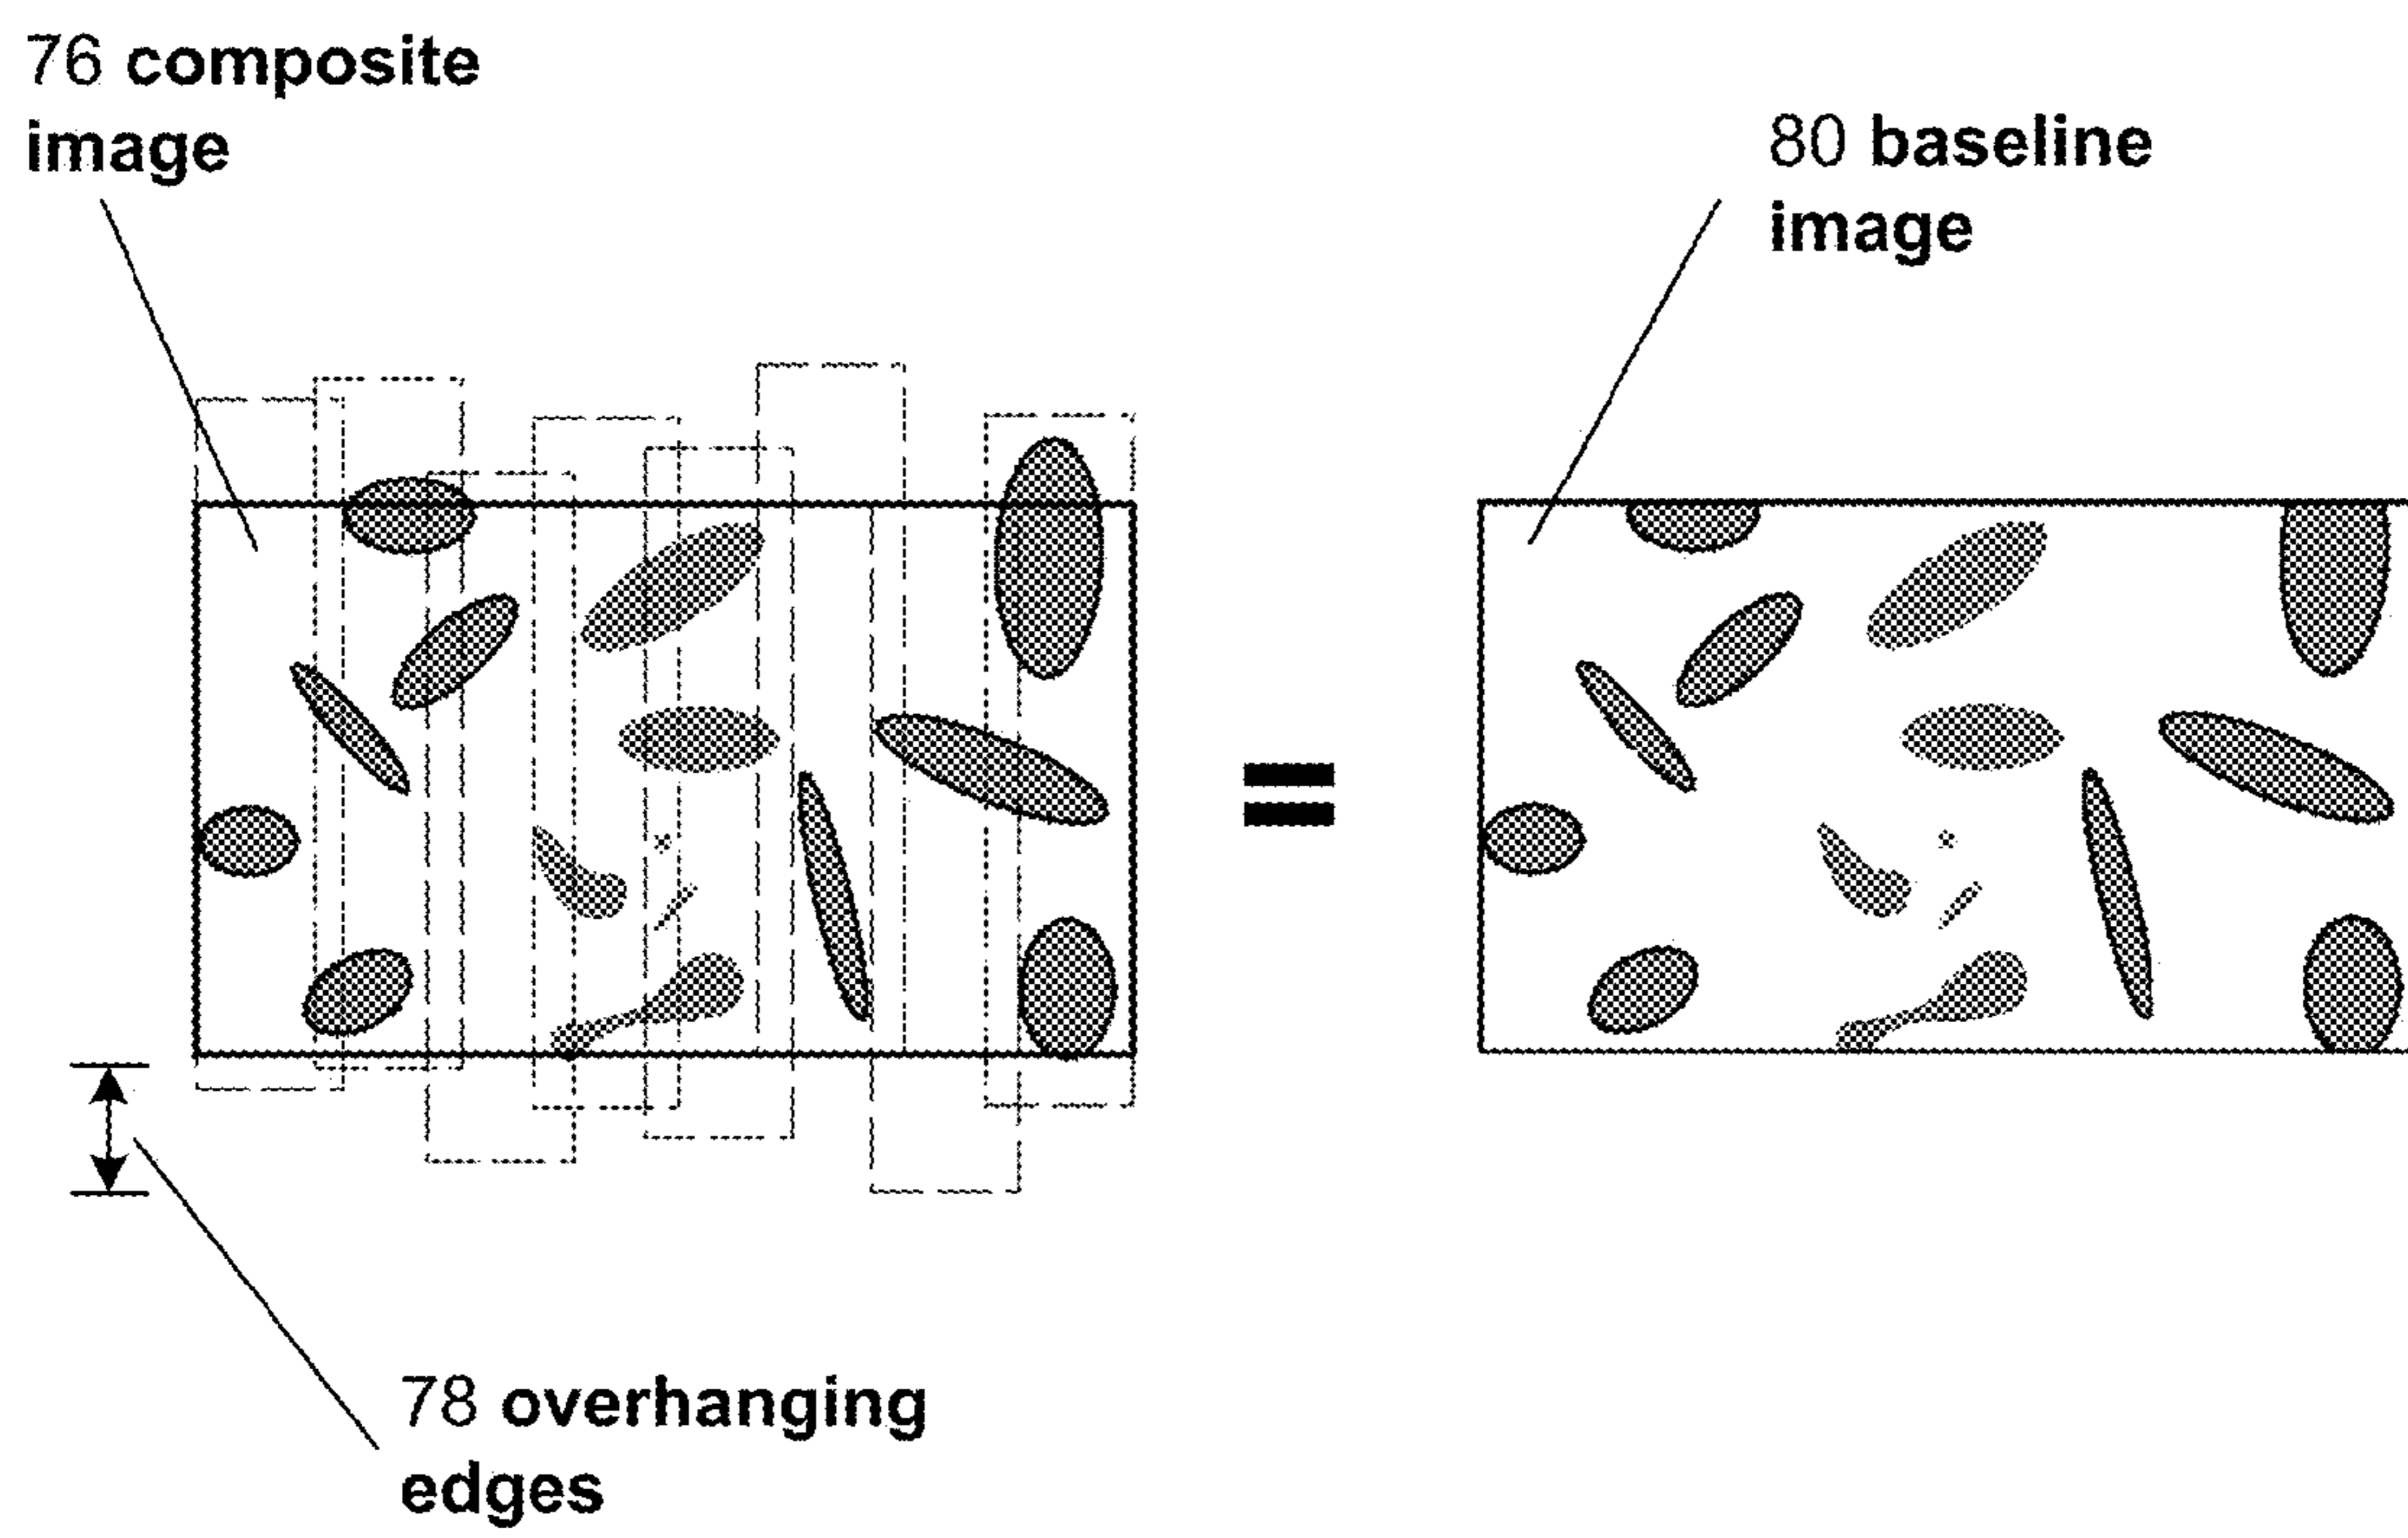 76 composite
image
80 baseline
image
=
78 overhanging
edges